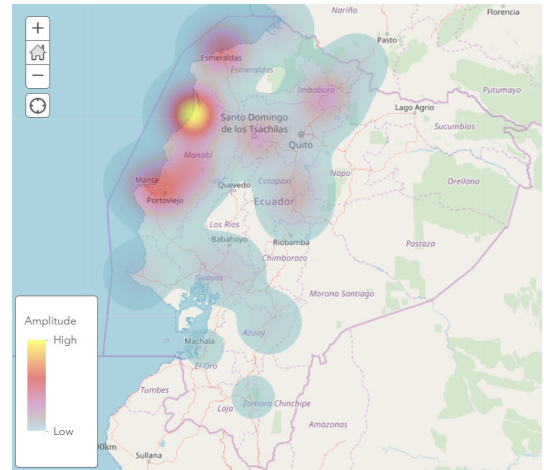 Nariño
Florencia
Pasto
Esmeraldas
Esmeraldas
Putumayo
Imbabura
Lago Agrio
Santo Domingo
de los Tsáchilas
Sucumbios
Quito
Manabí
Manta
Cotopaxi
Napo
Orellana
Quevedo
Portoviejo
Ecuador
Los Ríos
Babahoyo
Riobamba
Pastaza
Chimborazo
Guayas
Morona Santiago
Amplitude
High
Low
Azuay
Machala
El Oro
Tumbes
Loja
Zamora Chinchipe
Amazonas
00km
Sullana